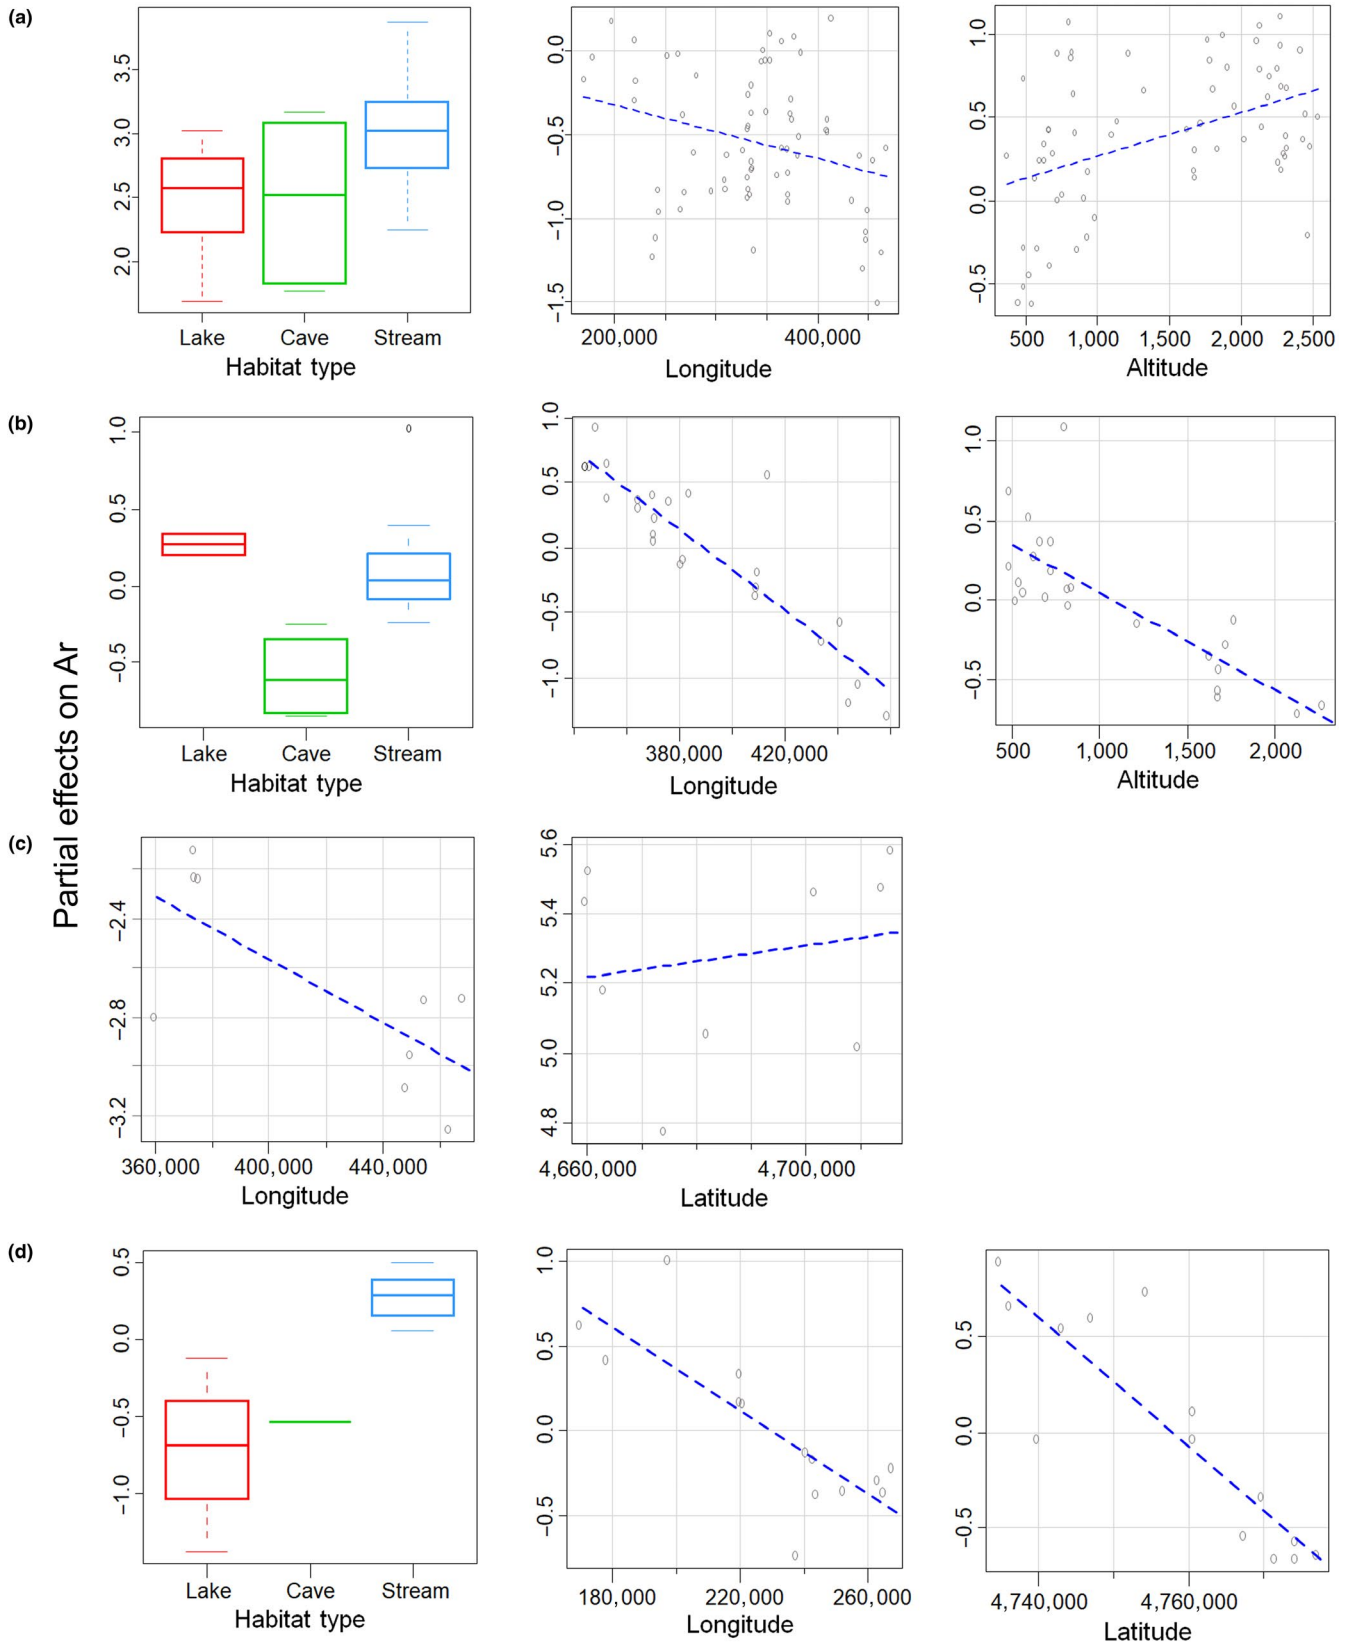 Partial effects on Ar
(a)
3.5
3.0
2.5
2.0
Lake Cave Stream
Habitat type
0.0
−0.5
−1.0
−1.5
200,000 400,000
Longitude
1.0
0.5
0.0
−0.5
500 1,000 1,500 2,000 2,500
Altitude
(b)
1.0
0.5
0.0
−0.5
Lake Cave Stream
Habitat type
1.0
0.5
0.0
−0.5
−1.0
380,000 420,000
Longitude
1.0
0.5
0.0
−0.5
500 1,000 1,500 2,000
Altitude
(c)
−2.4
−2.8
−3.2
360,000 400,000 440,000
Longitude
5.6
5.4
5.2
5.0
4.8
4,660,000 4,700,000
Latitude
(d)
0.5
0.0
−0.5
−1.0
Lake Cave Stream
Habitat type
1.0
0.5
0.0
−0.5
180,000 220,000 260,000
Longitude
0.5
0.0
−0.5
4,740,000 4,760,000
Latitude